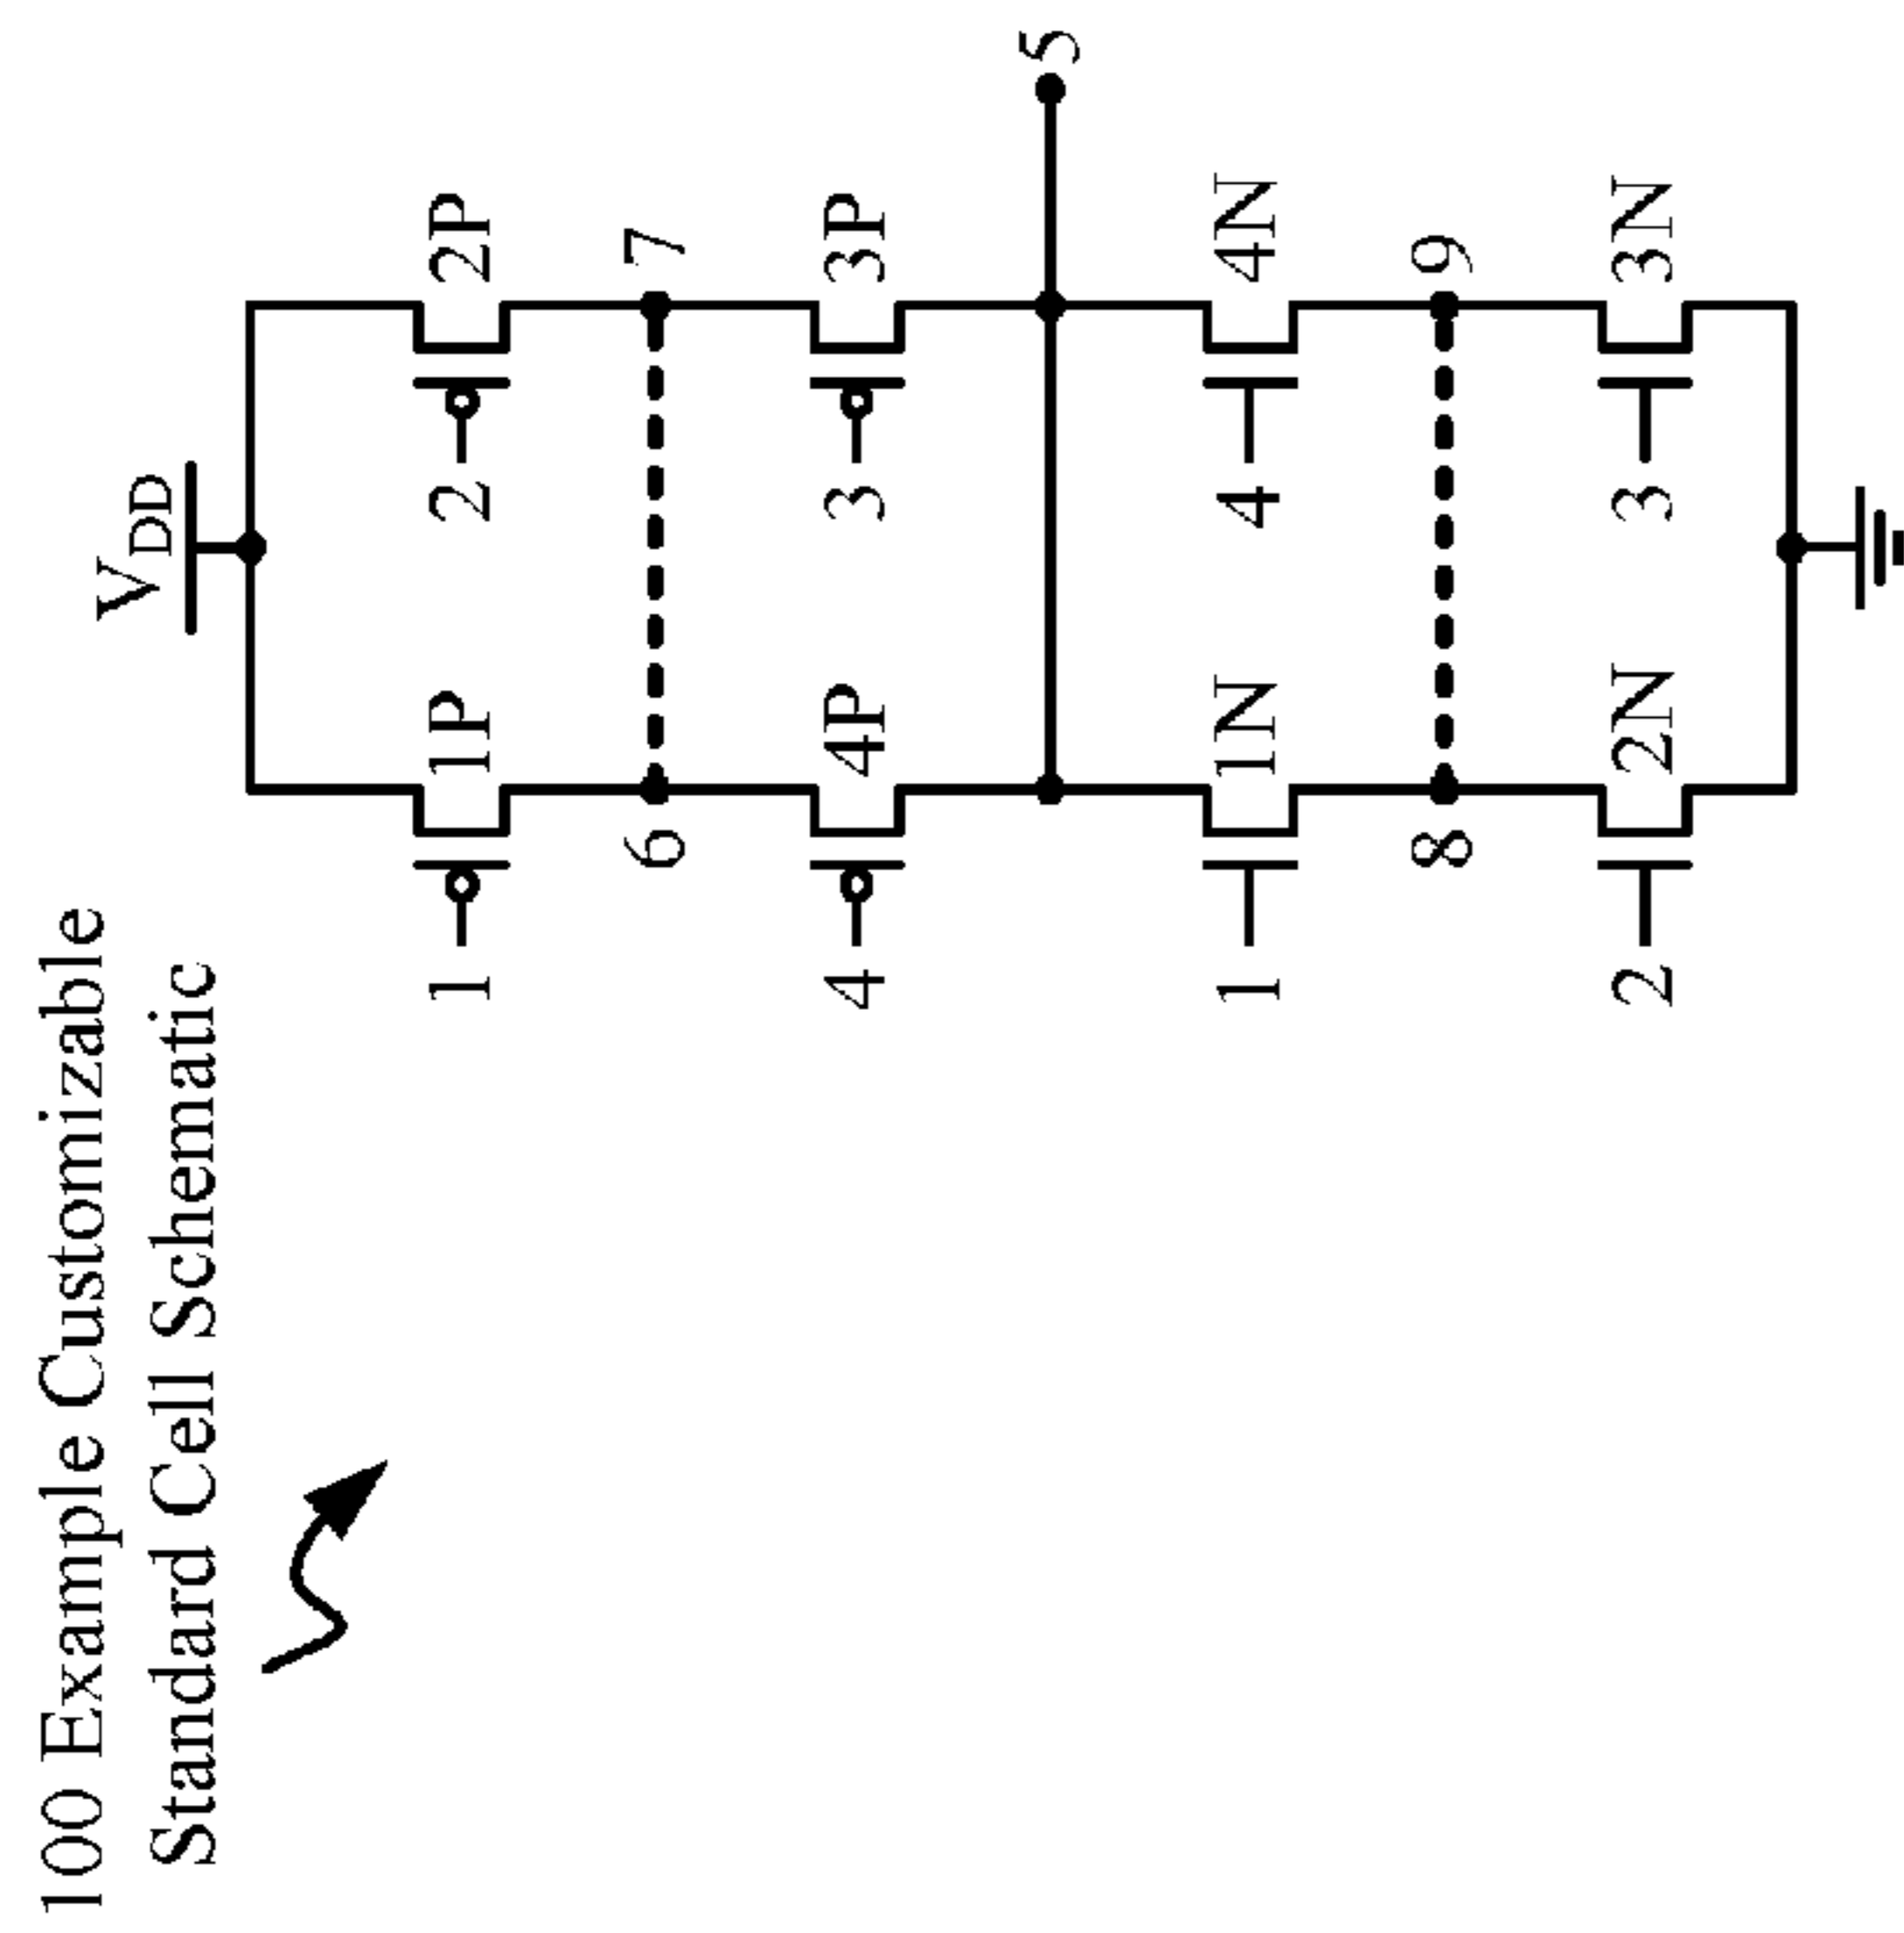 100 Example Customizable
Standard Cell Schematic
VDD
1 1P 2 2P
6 7
4 4P 3 3P
5
1 1N 4 4N
8 9
2 2N 3 3N